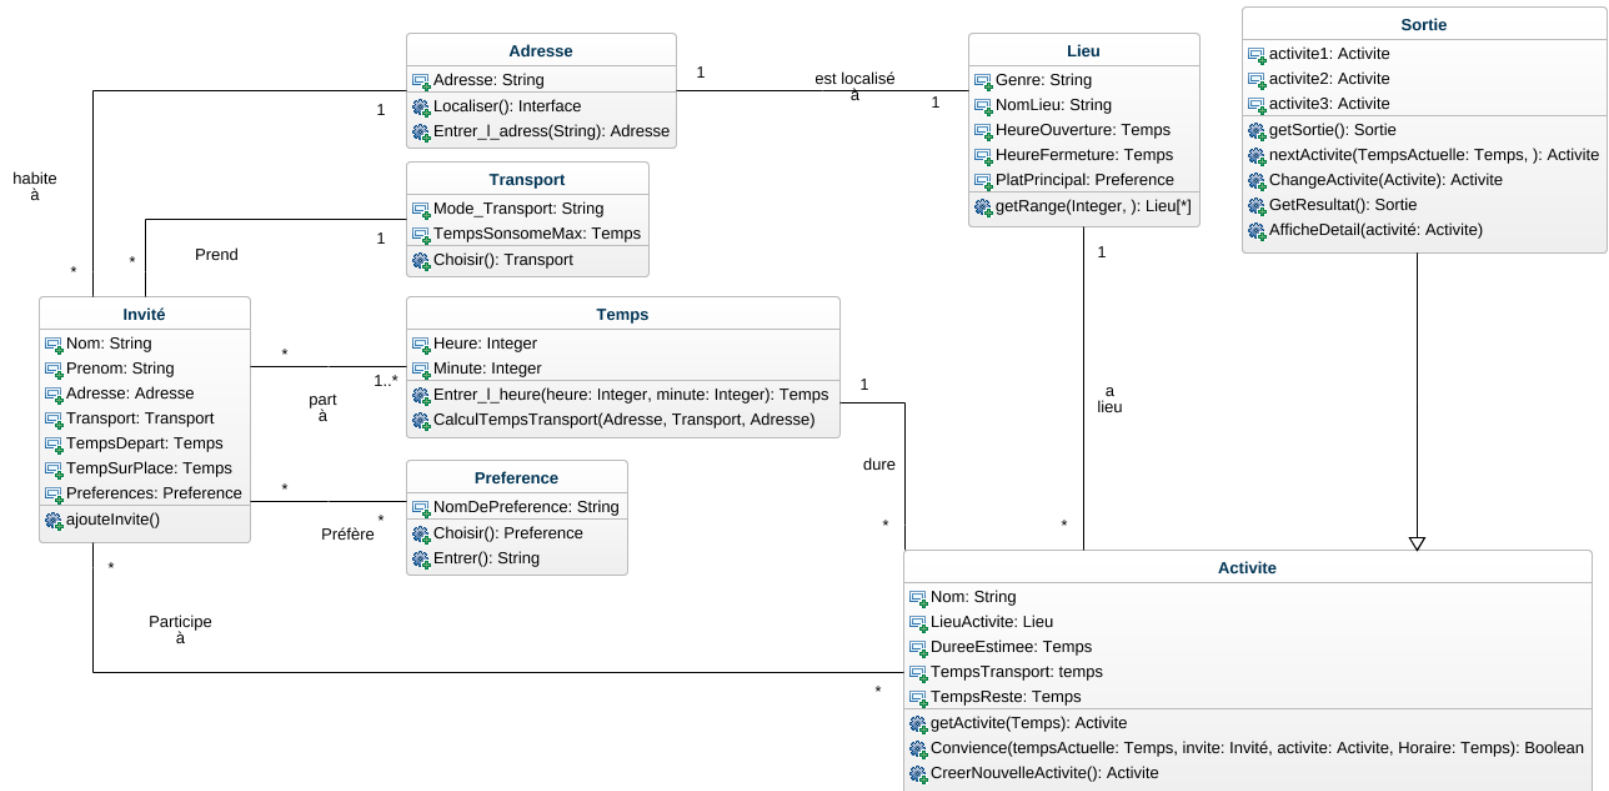 Sortie
activite1: Activite
activite2: Activite
activite3: Activite
getSortie(): Sortie
nextActivite(TempsActuelle: Temps, ): Activite
ChangeActivite(Activite): Activite
GetResultat(): Sortie
AfficheDetail(activité: Activite)
Adresse
Adresse: String
Localiser(): Interface
Entrer_l_adress(String): Adresse
1
est localisé
à
1
Lieu
Genre: String
NomLieu: String
HeureOuverture: Temps
HeureFermeture: Temps
PlatPrincipal: Preference
getRange(Integer, ): Lieu[*]
1
habite
à
*
Transport
Mode_Transport: String
TempsSonsomeMax: Temps
Choisir(): Transport
1
Prend
*
1
a
lieu
*
Invité
Nom: String
Prenom: String
Adresse: Adresse
Transport: Transport
TempsDepart: Temps
TempSurPlace: Temps
Preferences: Preference
ajouteInvite()
*
part
à
1..*
Temps
Heure: Integer
Minute: Integer
Entrer_l_heure(heure: Integer, minute: Integer): Temps
CalculTempsTransport(Adresse, Transport, Adresse)
1
dure
*
*
Préfère
*
Preference
NomDePreference: String
Choisir(): Preference
Entrer(): String
*
Participe
à
*
Activite
Nom: String
LieuActivite: Lieu
DureeEstimee: Temps
TempsTransport: temps
TempsReste: Temps
getActivite(Temps): Activite
Convience(tempsActuelle: Temps, invite: Invité, activite: Activite, Horaire: Temps): Boolean
CreerNouvelleActivite(): Activite